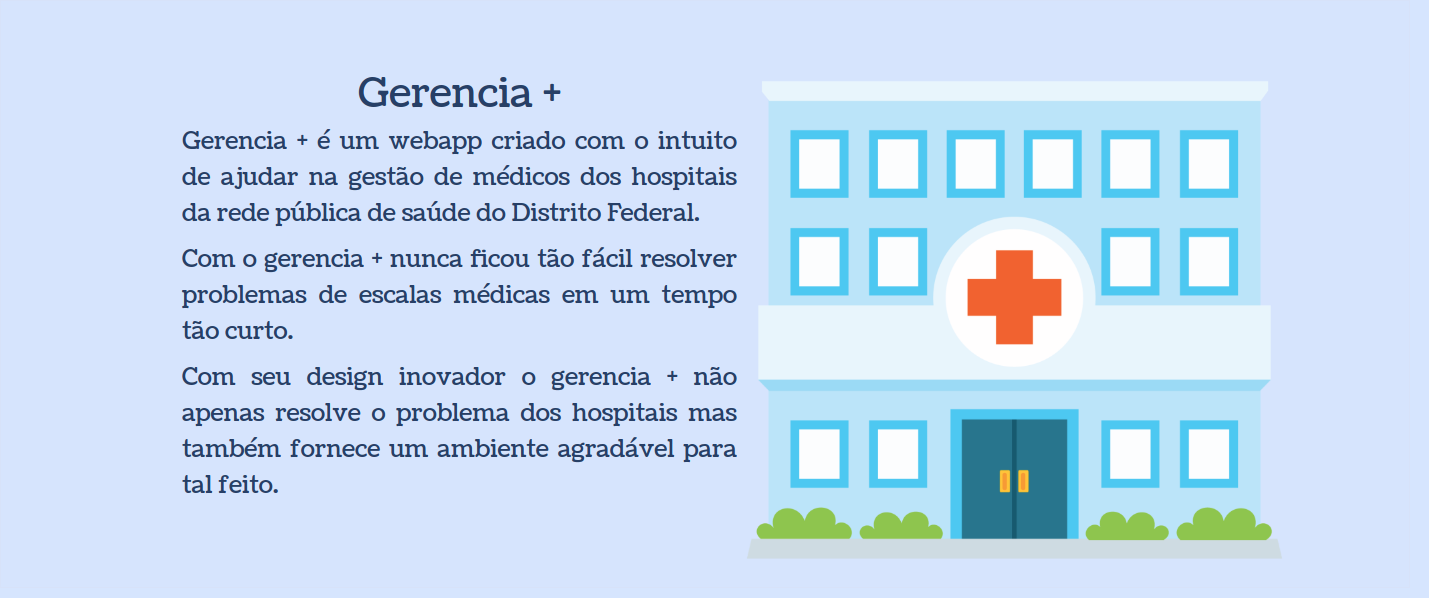 Gerencia +
Gerencia + é um webapp criado com o intuito
de ajudar na gestão de médicos dos hospitais
da rede pública de saúde do Distrito Federal.
Com o gerencia + nunca ficou tão fácil resolver
problemas de escalas médicas em um tempo
tão curto.
Com seu design inovador o gerencia + não
apenas resolve o problema dos hospitais mas
também fornece um ambiente agradável para
tal feito.